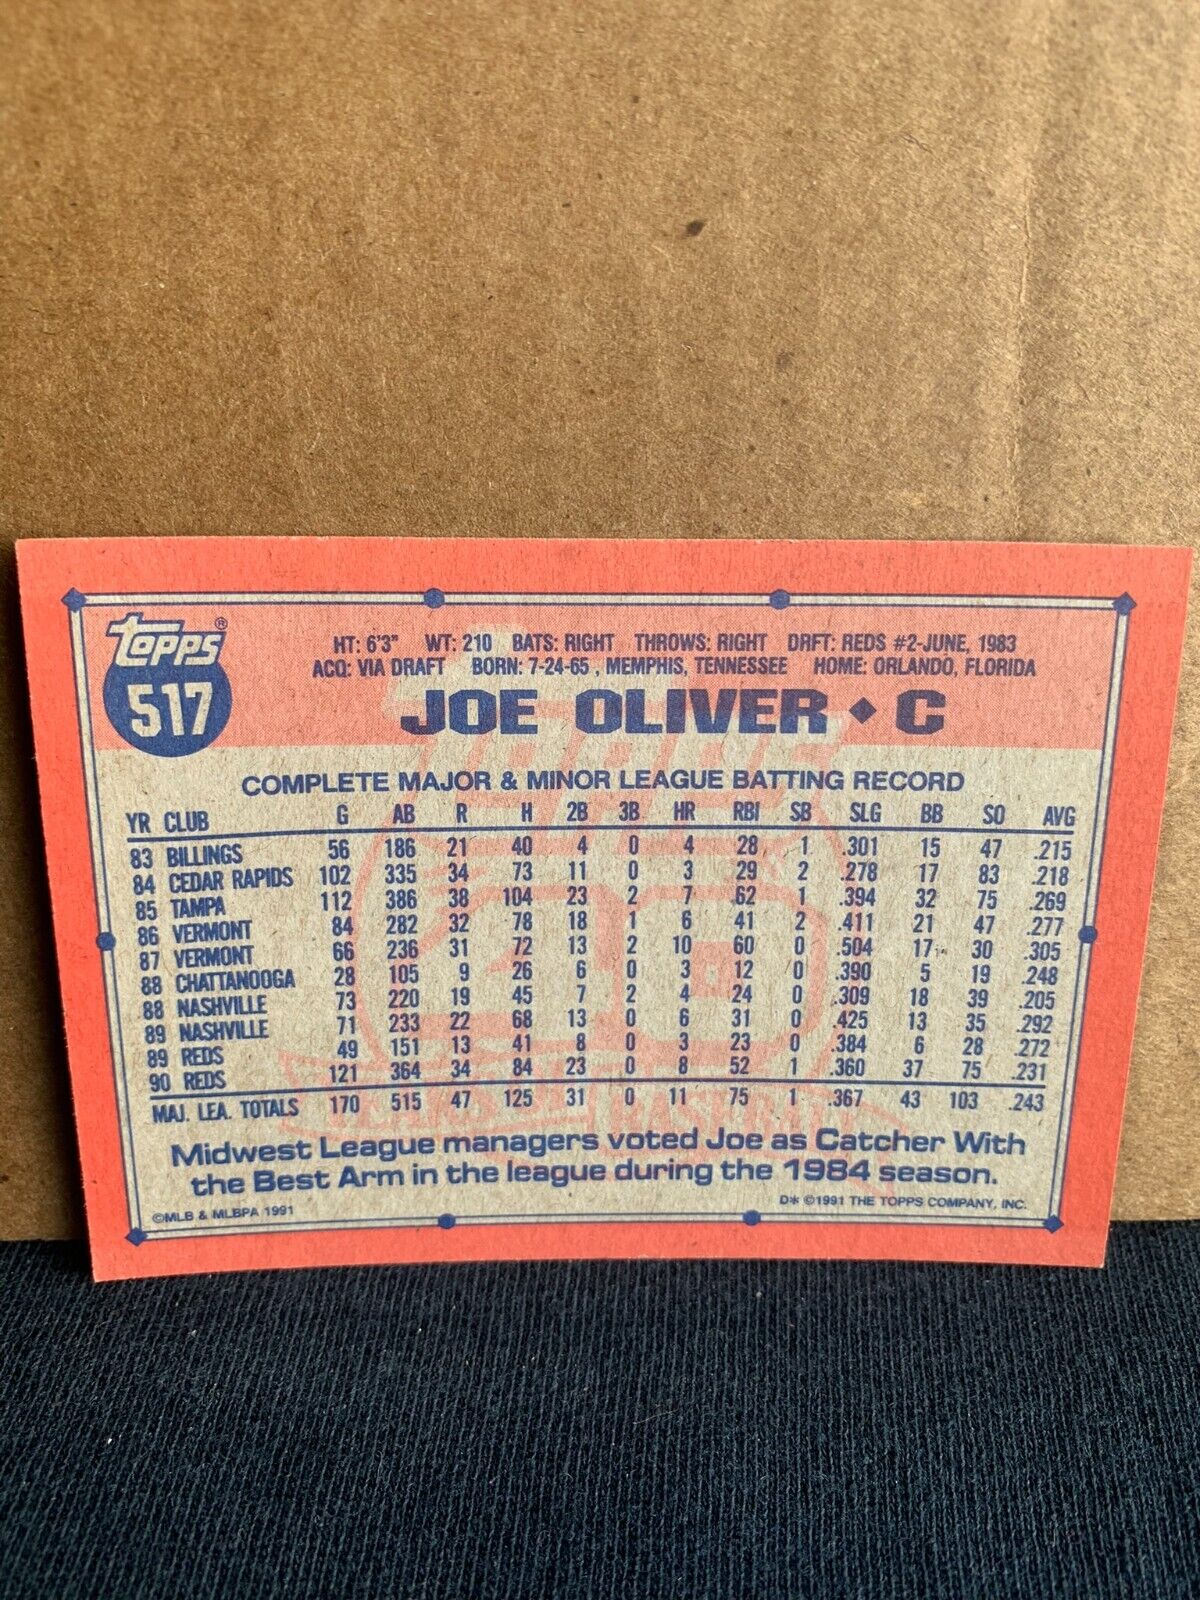 topps®
517
HT: 6'3" WT: 210 BATS: RIGHT THROWS: RIGHT DRFT: REDS #2-JUNE, 1983
ACQ: VIA DRAFT BORN: 7-24-65 , MEMPHIS, TENNESSEE HOME: ORLANDO, FLORIDA
JOE OLIVER ◆ C
COMPLETE MAJOR & MINOR LEAGUE BATTING RECORD
YR CLUB G AB R H 2B 3B HR RBI SB SLG BB SO AVG
83 BILLINGS 56 186 21 40 4 0 4 28 1 .301 15 47 .215
84 CEDAR RAPIDS 102 335 34 73 11 0 3 29 2 .278 17 83 .218
85 TAMPA 112 386 38 104 23 2 7 62 1 .394 32 75 .269
86 VERMONT 84 282 32 78 18 1 6 41 2 .411 21 47 .277
87 VERMONT 66 236 31 72 13 2 10 60 0 .504 17 30 .305
88 CHATTANOOGA 28 105 9 26 6 0 3 12 0 .390 5 19 .248
88 NASHVILLE 73 220 19 45 7 2 4 24 0 .309 18 39 .205
89 NASHVILLE 71 233 22 68 13 0 6 31 0 .425 13 35 .292
89 REDS 49 151 13 41 8 0 3 23 0 .384 6 28 .272
90 REDS 121 364 34 84 23 0 8 52 1 .360 37 75 .231
MAJ. LEA. TOTALS 170 515 47 125 31 0 11 75 1 .367 43 103 .243
Midwest League managers voted Joe as Catcher With
the Best Arm in the league during the 1984 season.
©MLB & MLBPA 1991 D* ©1991 THE TOPPS COMPANY, INC.
TOPPS
40
YEARS OF BASEBALL